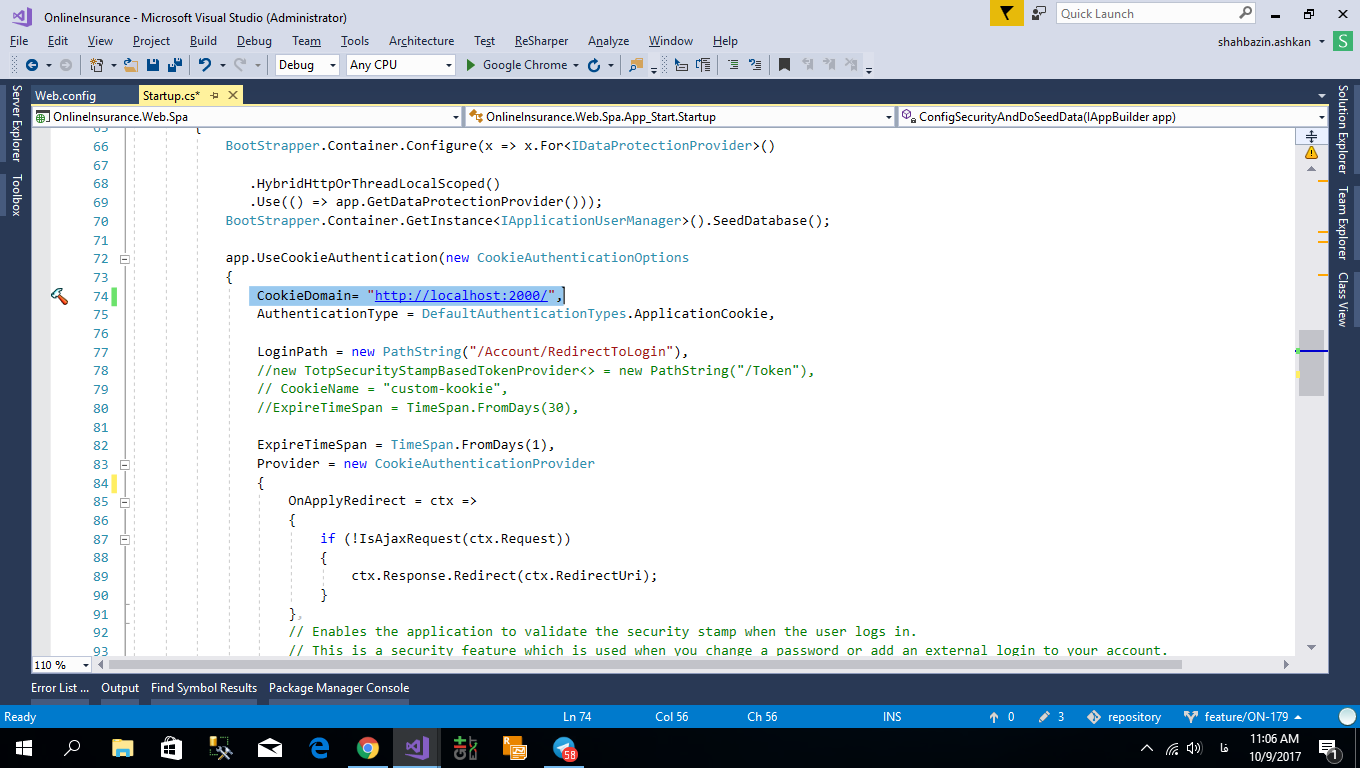 OnlineInsurance - Microsoft Visual Studio (Administrator)
Quick Launch
File Edit View Project Build Debug Team Tools Architecture Test ReSharper Analyze Window Help
shahbazin.ashkan
S
Debug Any CPU Google Chrome
Server Explorer
Toolbox
Web.config Startup.cs*
OnlineInsurance.Web.Spa OnlineInsurance.Web.Spa.App_Start.Startup ConfigSecurityAndDoSeedData(IAppBuilder app)
65 {
66 BootStrapper.Container.Configure(x => x.For<IDataProtectionProvider>()
67
68 .HybridHttpOrThreadLocalScoped()
69 .Use(() => app.GetDataProtectionProvider()));
70 BootStrapper.Container.GetInstance<IApplicationUserManager>().SeedDatabase();
71
72 app.UseCookieAuthentication(new CookieAuthenticationOptions
73 {
74 CookieDomain= "http://localhost:2000/",
75 AuthenticationType = DefaultAuthenticationTypes.ApplicationCookie,
76
77 LoginPath = new PathString("/Account/RedirectToLogin"),
78 //new TotpSecurityStampBasedTokenProvider<> = new PathString("/Token"),
79 // CookieName = "custom-kookie",
80 //ExpireTimeSpan = TimeSpan.FromDays(30),
81
82 ExpireTimeSpan = TimeSpan.FromDays(1),
83 Provider = new CookieAuthenticationProvider
84 {
85 OnApplyRedirect = ctx =>
86 {
87 if (!IsAjaxRequest(ctx.Request))
88 {
89 ctx.Response.Redirect(ctx.RedirectUri);
90 }
91 },
92 // Enables the application to validate the security stamp when the user logs in.
93 // This is a security feature which is used when you change a password or add an external login to your account.
Solution Explorer
Team Explorer
Class View
110 %
Error List ... Output Find Symbol Results Package Manager Console
Ready Ln 74 Col 56 Ch 56 INS 0 3 repository feature/ON-179
58
فا
11:06 AM
10/9/2017
1